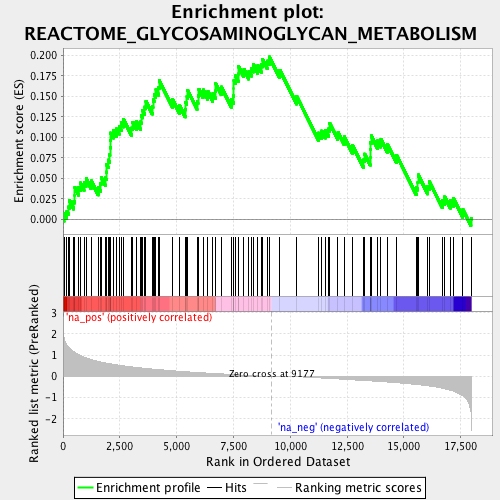 Enrichment plot:
REACTOME_GLYCOSAMINOGLYCAN_METABOLISM
Enrichment score (ES)
0.200
0.175
0.150
0.125
0.100
0.075
0.050
0.025
0.000
Ranked list metric (PreRanked)
3
2
1
0
-1
-2
'na_pos' (positively correlated)
Zero cross at 9177
'na_neg' (negatively correlated)
0
2,500
5,000
7,500
10,000
12,500
15,000
17,500
Rank in Ordered Dataset
Enrichment profile
Hits
Ranking metric scores